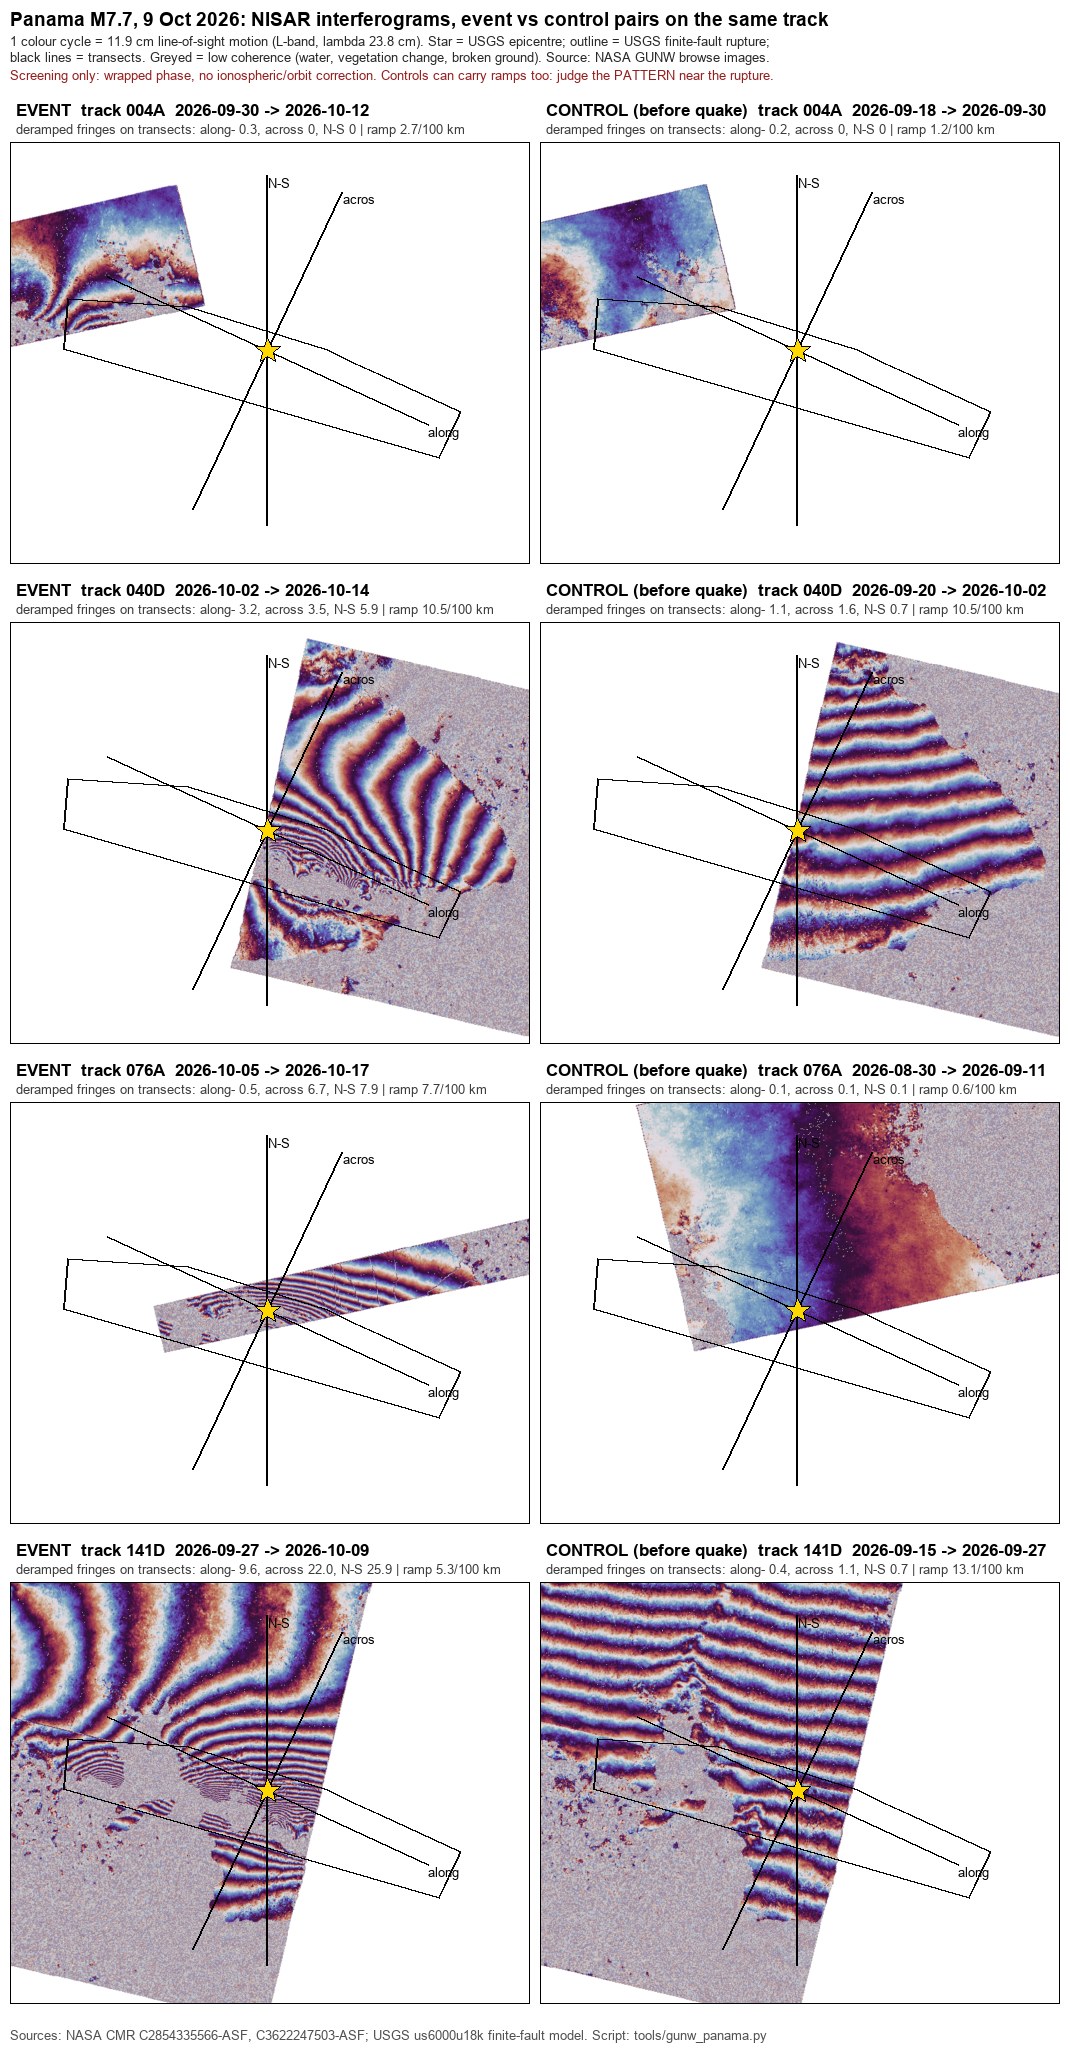 Panama M7.7, 9 Oct 2026: NISAR interferograms, event vs control pairs on the same track
1 colour cycle = 11.9 cm line-of-sight motion (L-band, lambda 23.8 cm). Star = USGS epicentre; outline = USGS finite-fault rupture;
black lines = transects. Greyed = low coherence (water, vegetation change, broken ground). Source: NASA GUNW browse images.
Screening only: wrapped phase, no ionospheric/orbit correction. Controls can carry ramps too: judge the PATTERN near the rupture.
EVENT track 004A 2026-09-30 -> 2026-10-12
deramped fringes on transects: along- 0.3, across 0, N-S 0 | ramp 2.7/100 km
N-S
acros
along
CONTROL (before quake) track 004A 2026-09-18 -> 2026-09-30
deramped fringes on transects: along- 0.2, across 0, N-S 0 | ramp 1.2/100 km
N-S
acros
along
EVENT track 040D 2026-10-02 -> 2026-10-14
deramped fringes on transects: along- 3.2, across 3.5, N-S 5.9 | ramp 10.5/100 km
N-S
acros
along
CONTROL (before quake) track 040D 2026-09-20 -> 2026-10-02
deramped fringes on transects: along- 1.1, across 1.6, N-S 0.7 | ramp 10.5/100 km
N-S
acros
along
EVENT track 076A 2026-10-05 -> 2026-10-17
deramped fringes on transects: along- 0.5, across 6.7, N-S 7.9 | ramp 7.7/100 km
N-S
acros
along
CONTROL (before quake) track 076A 2026-08-30 -> 2026-09-11
deramped fringes on transects: along- 0.1, across 0.1, N-S 0.1 | ramp 0.6/100 km
N-S
acros
along
EVENT track 141D 2026-09-27 -> 2026-10-09
deramped fringes on transects: along- 9.6, across 22.0, N-S 25.9 | ramp 5.3/100 km
N-S
acros
along
CONTROL (before quake) track 141D 2026-09-15 -> 2026-09-27
deramped fringes on transects: along- 0.4, across 1.1, N-S 0.7 | ramp 13.1/100 km
N-S
acros
along
Sources: NASA CMR C2854335566-ASF, C3622247503-ASF; USGS us6000u18k finite-fault model. Script: tools/gunw_panama.py